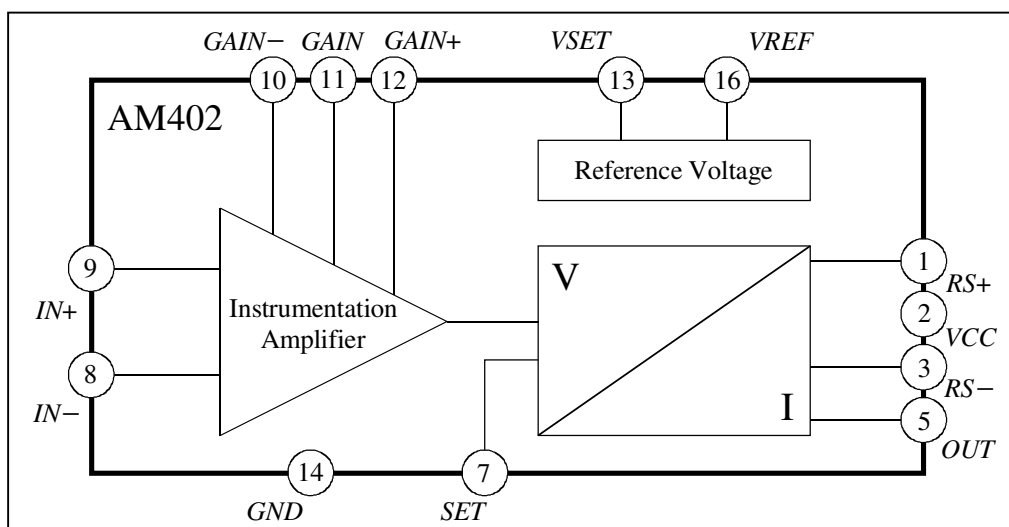 GAIN− GAIN GAIN+ VSET VREF
10 11 12 13 16
AM402
Reference Voltage
9
IN+
Instrumentation
Amplifier
8
IN−
V
I
1
RS+
2
VCC
3
RS−
5
OUT
14
GND
7
SET